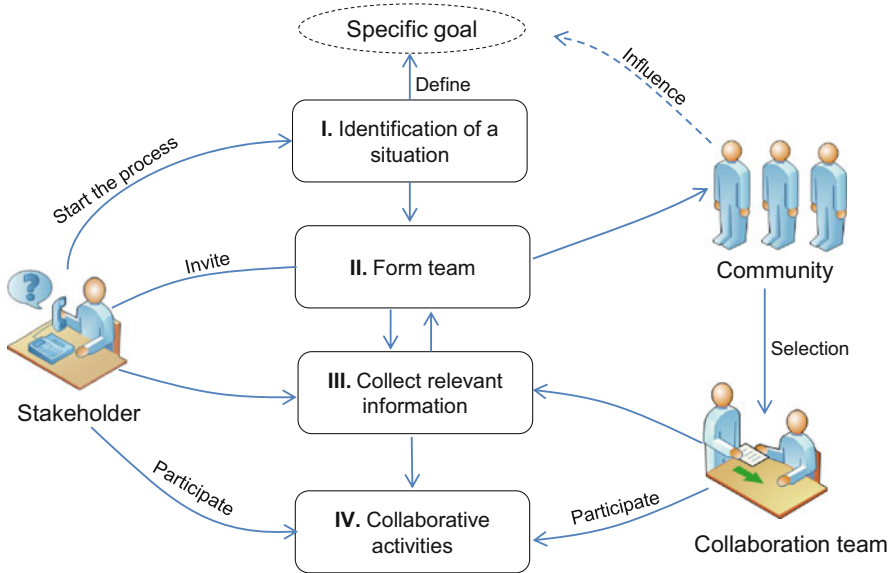 Specific goal
Define
Influence
I. Identification of a
situation
Start the process
Invite
II. Form team
Community
?
Selection
III. Collect relevant
information
Stakeholder
Participate
IV. Collaborative
activities
Participate
Collaboration team